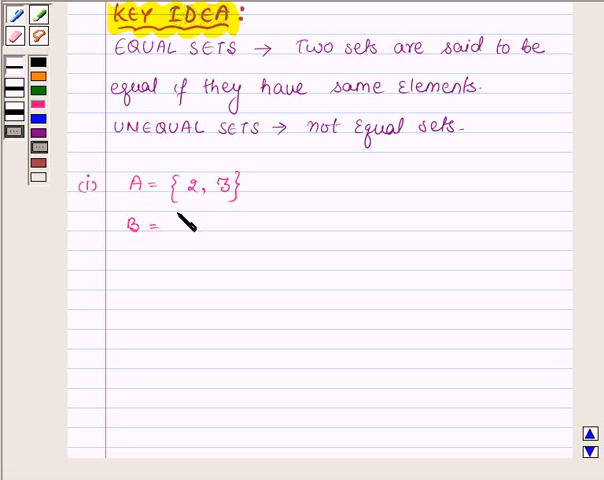 KEY IDEA:
EQUAL SETS → Two sets are said to be
equal if they have same Elements.
UNEQUAL SETS → not Equal sets.
(i) A = { 2, 3}
B =